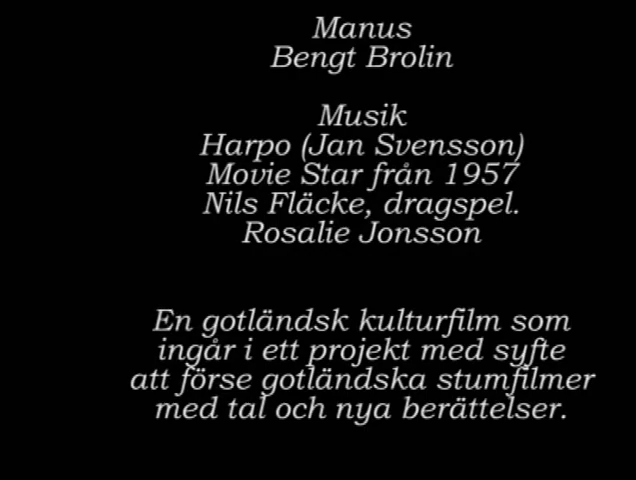 Manus
Bengt Brolin
Musik
Harpo (Jan Svensson)
Movie Star från 1957
Nils Fläcke, dragspel.
Rosalie Jonsson
En gotländsk kulturfilm som
ingår i ett projekt med syfte
att förse gotländska stumfilmer
med tal och nya berättelser.